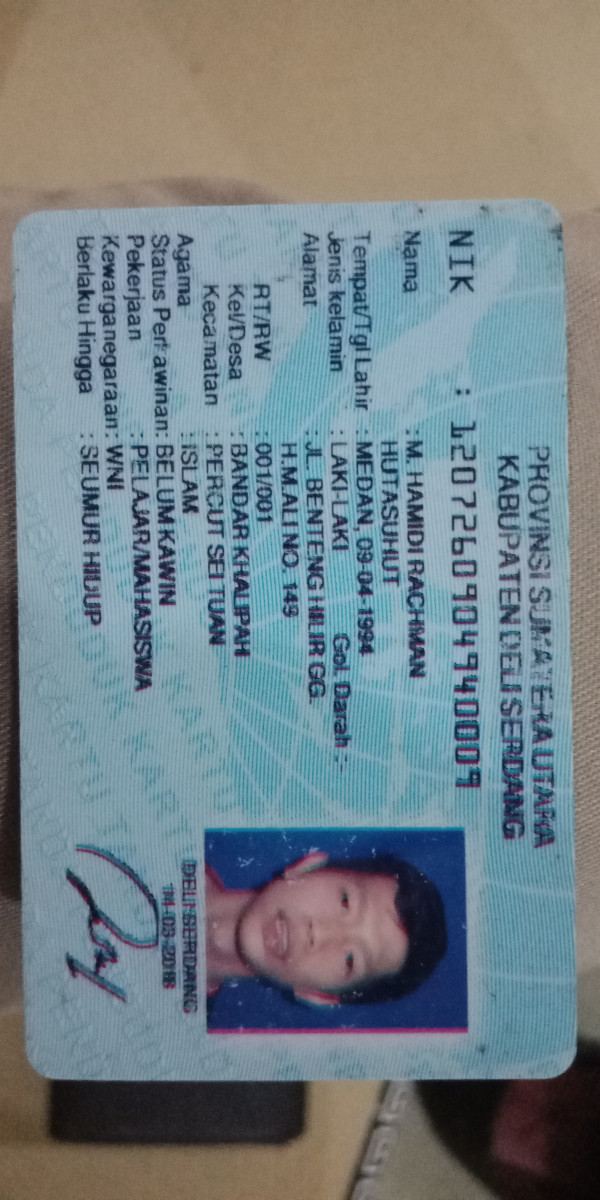 PROVINSI SUMATERA UTARA
KABUPATEN DELI SERDANG
NIK : 1207260904940009
Nama : M. HAMIDI RACHMAN
HUTASUHUT
Tempat/Tgl Lahir : MEDAN, 09-04-1994
Jenis kelamin : LAKI-LAKI Gol. Darah :-
Alamat : JL. BENTENG HILIR GG.
H.M ALI NO. 149
RT/RW : 001/001
Kel/Desa : BANDAR KHALIPAH
Kecamatan : PERCUT SEI TUAN
Agama : ISLAM
Status Perkawinan: BELUM KAWIN
Pekerjaan : PELAJAR/MAHASISWA
Kewarganegaraan: WNI
Berlaku Hingga : SEUMUR HIDUP
DELI SERDANG